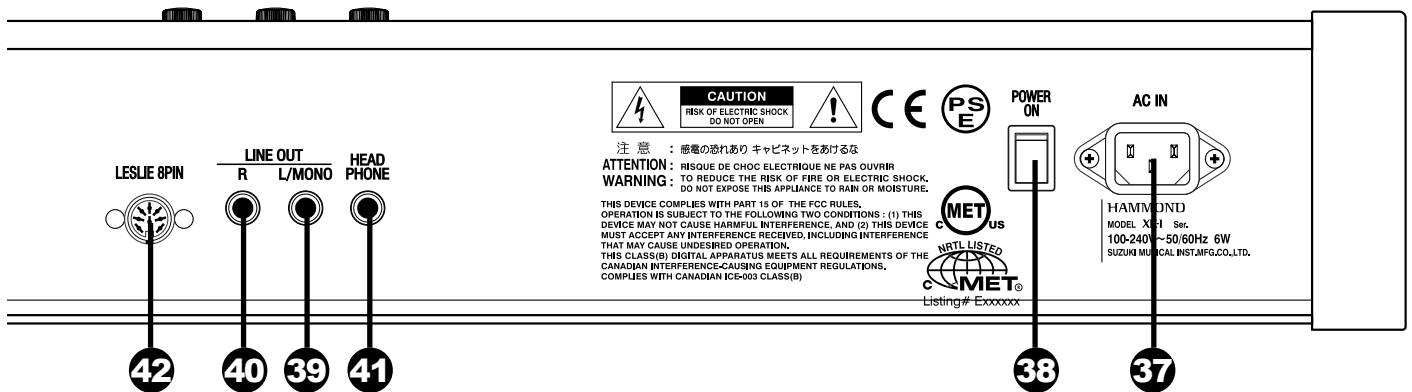 CAUTION
RISK OF ELECTRIC SHOCK
DO NOT OPEN
CE
PS
E
POWER
ON
AC IN
注 意 : 感電の恐れあり キャビネットをあけるな
ATTENTION : RISQUE DE CHOC ELECTRIQUE NE PAS OUVRIR
WARNING : TO REDUCE THE RISK OF FIRE OR ELECTRIC SHOCK,
DO NOT EXPOSE THIS APPLIANCE TO RAIN OR MOISTURE.
LESLIE 8PIN
LINE OUT
R L/MONO
HEAD
PHONE
THIS DEVICE COMPLIES WITH PART 15 OF THE FCC RULES.
OPERATION IS SUBJECT TO THE FOLLOWING TWO CONDITIONS : (1) THIS
DEVICE MAY NOT CAUSE HARMFUL INTERFERENCE, AND (2) THIS DEVICE
MUST ACCEPT ANY INTERFERENCE RECEIVED, INCLUDING INTERFERENCE
THAT MAY CAUSE UNDESIRED OPERATION.
THIS CLASS(B) DIGITAL APPARATUS MEETS ALL REQUIREMENTS OF THE
CANADIAN INTERFERENCE-CAUSING EQUIPMENT REGULATIONS.
COMPLIES WITH CANADIAN ICE-003 CLASS(B)
C MET US
NRTL LISTED
C MET®
Listing# Exxxxxx
HAMMOND
MODEL Ser.
100-240V~50/60Hz 6W
SUZUKI MUSICAL INST.MFG.CO.,LTD.
42 40 39 41 38 37